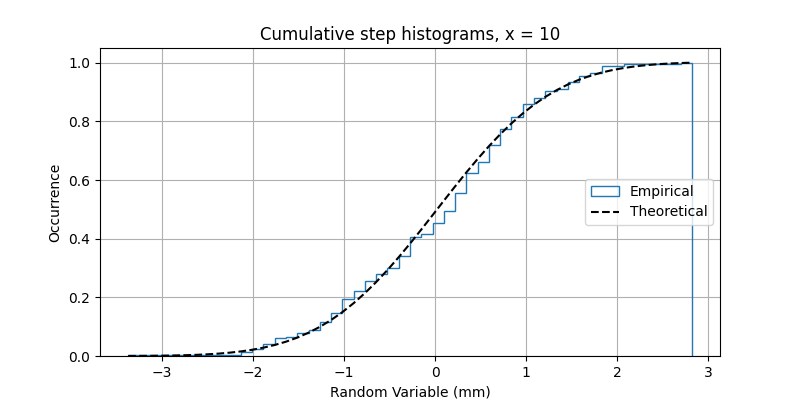 Cumulative step histograms, x = 10
Occurrence
1.0
0.8
0.6
0.4
0.2
0.0
Empirical
Theoretical
−3
−2
−1
0
1
2
3
Random Variable (mm)